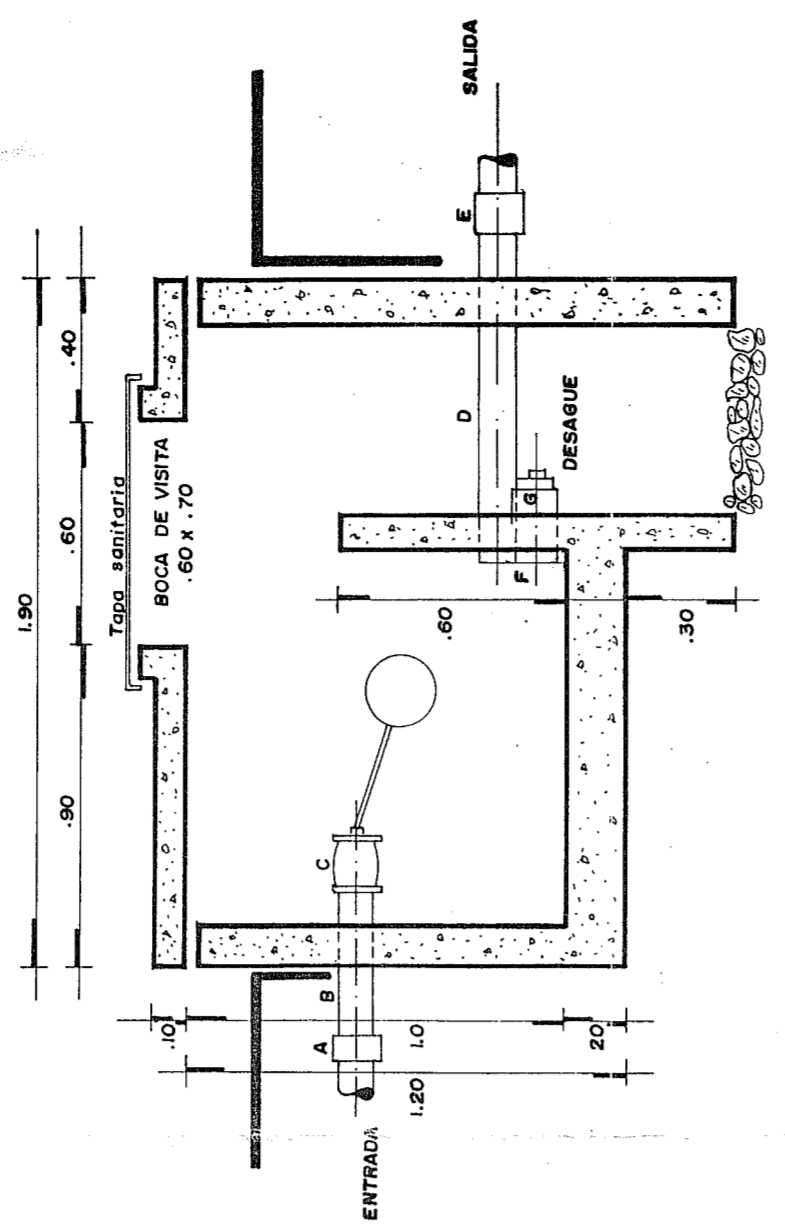 1.90
.90
.60
.40
Tapa sanitaria
BOCA DE VISITA
.60 x .70
.10
1.0
.20
1.20
ENTRADA
A
B
C
.60
.30
F
G
D
DESAGUE
E
SALIDA